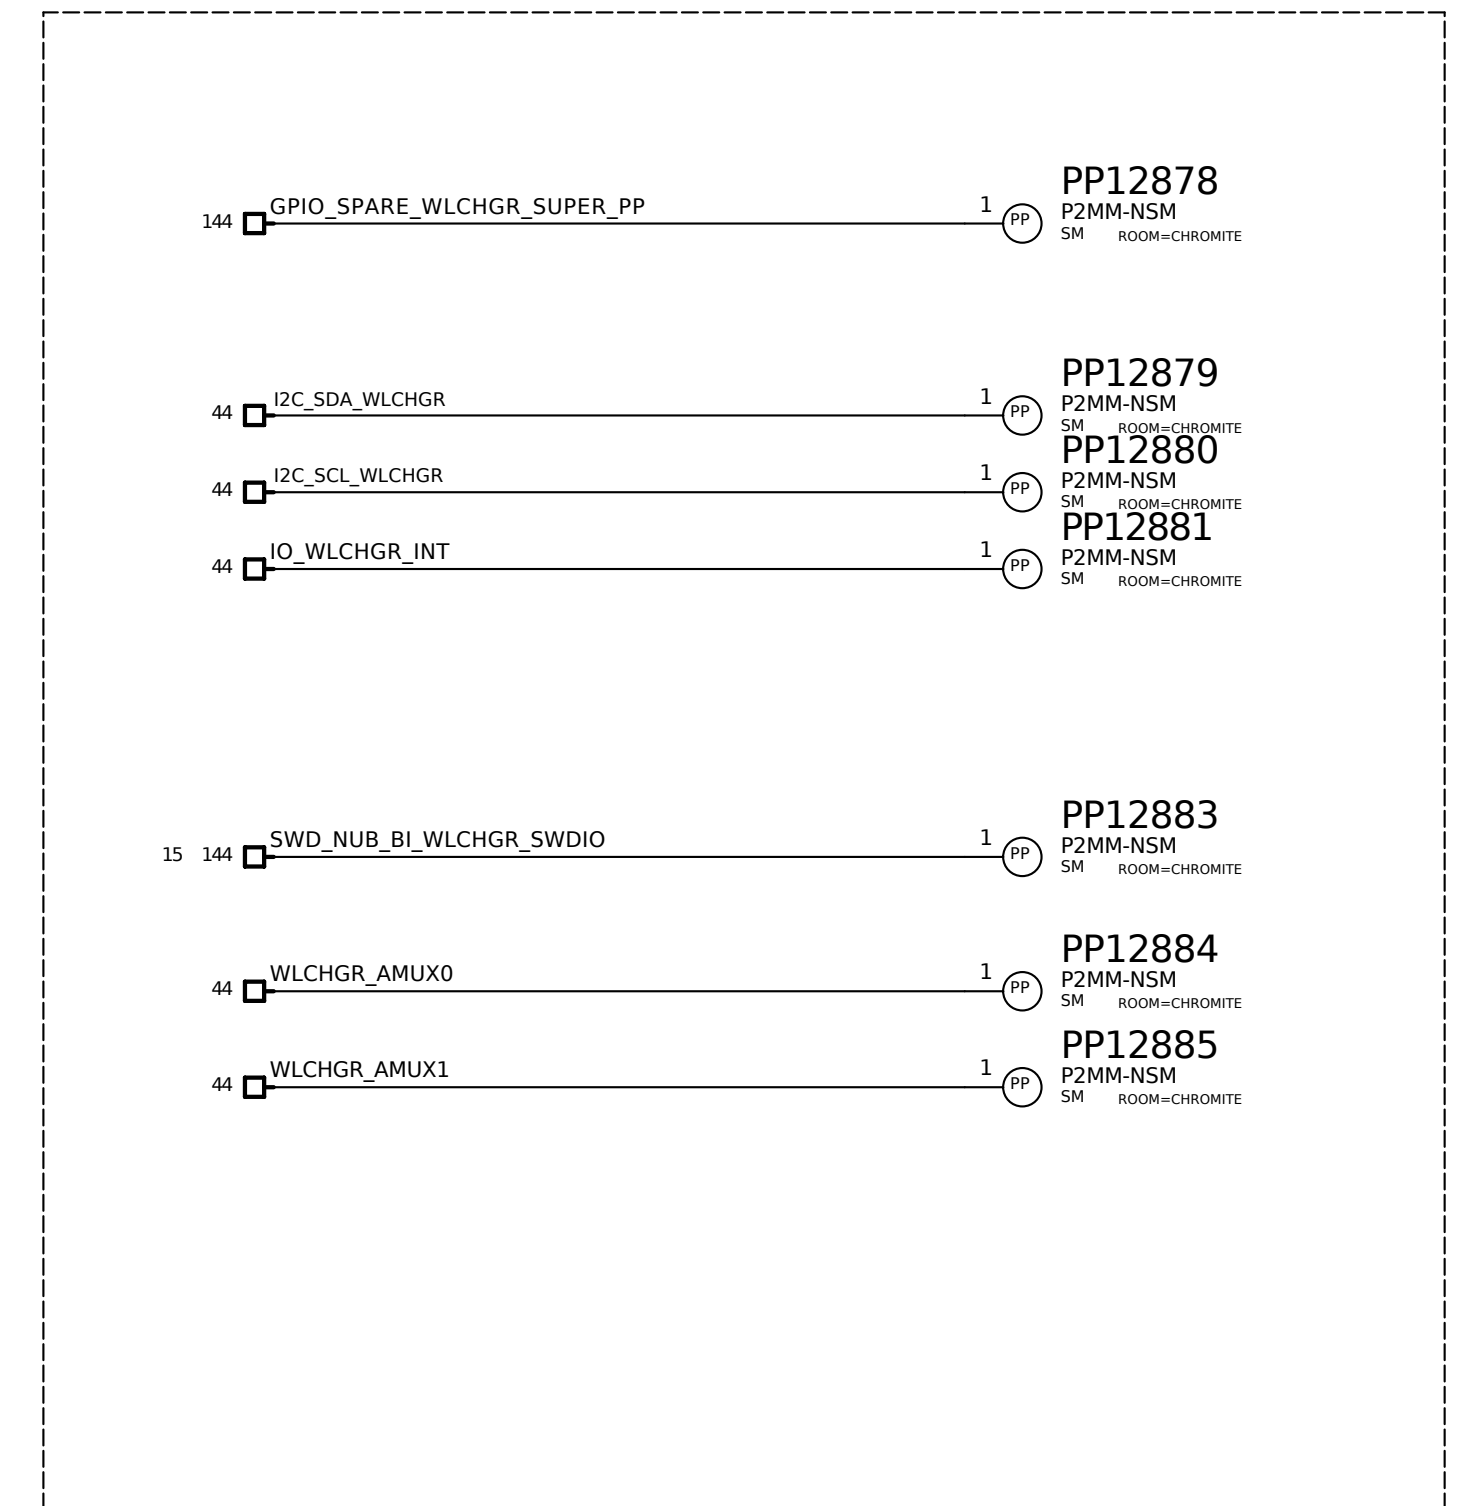 PP12878
144 GPIO_SPARE_WLCHGR_SUPER_PP 1 PP P2MM-NSM
SM ROOM=CHROMITE
PP12879
44 I2C_SDA_WLCHGR 1 PP P2MM-NSM
SM ROOM=CHROMITE
PP12880
44 I2C_SCL_WLCHGR 1 PP P2MM-NSM
SM ROOM=CHROMITE
PP12881
44 IO_WLCHGR_INT 1 PP P2MM-NSM
SM ROOM=CHROMITE
PP12883
15 144 SWD_NUB_BI_WLCHGR_SWDIO 1 PP P2MM-NSM
SM ROOM=CHROMITE
PP12884
44 WLCHGR_AMUX0 1 PP P2MM-NSM
SM ROOM=CHROMITE
PP12885
44 WLCHGR_AMUX1 1 PP P2MM-NSM
SM ROOM=CHROMITE